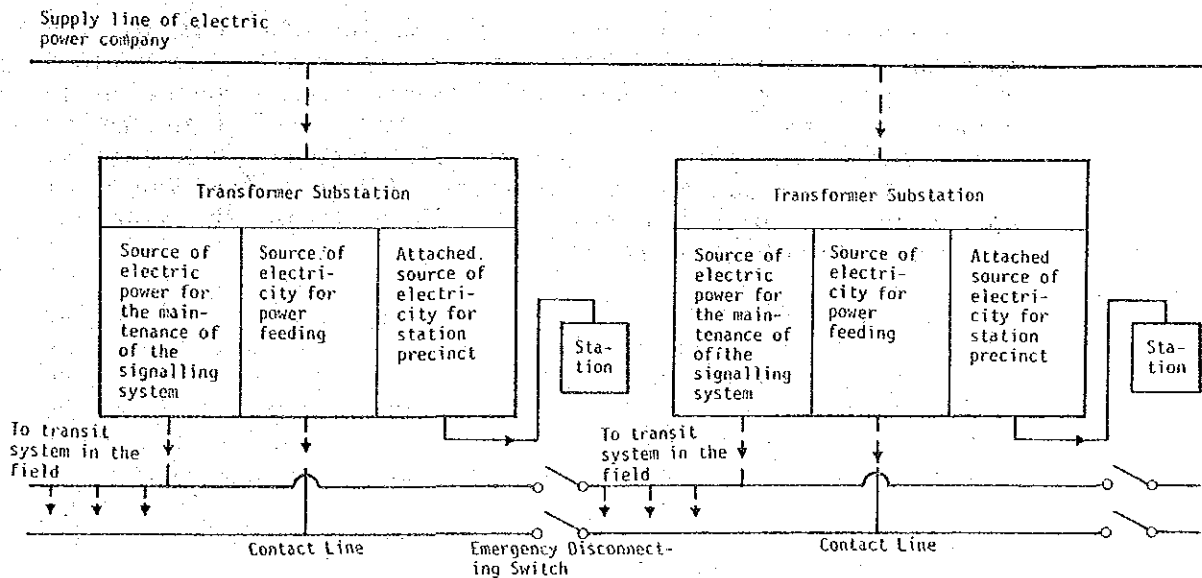 Supply line of electric
power company
Transformer Substation
Source of
electric
power for
the main-
tenance of
of the
signalling
system
Source of
electri-
city for
power
feeding
Attached
source of
electri-
city for
station
precinct
Sta-
tion
Transformer Substation
Source of
electric
power for
the main-
tenance of
of the
signalling
system
Source of
electri-
city for
power
feeding
Attached
source of
electri-
city for
station
precinct
Sta-
tion
To transit
system in the
field
To transit
system in the
field
Contact Line
Emergency Disconnect-
ing Switch
Contact Line